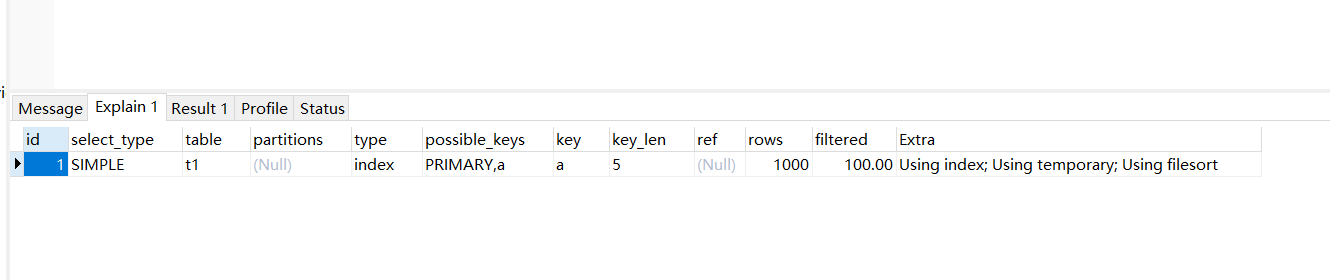 ri
Message Explain 1 Result 1 Profile Status
id select_type table partitions type possible_keys key key_len ref rows filtered Extra
1 SIMPLE t1 (Null) index PRIMARY,a a 5 (Null) 1000 100.00 Using index; Using temporary; Using filesort